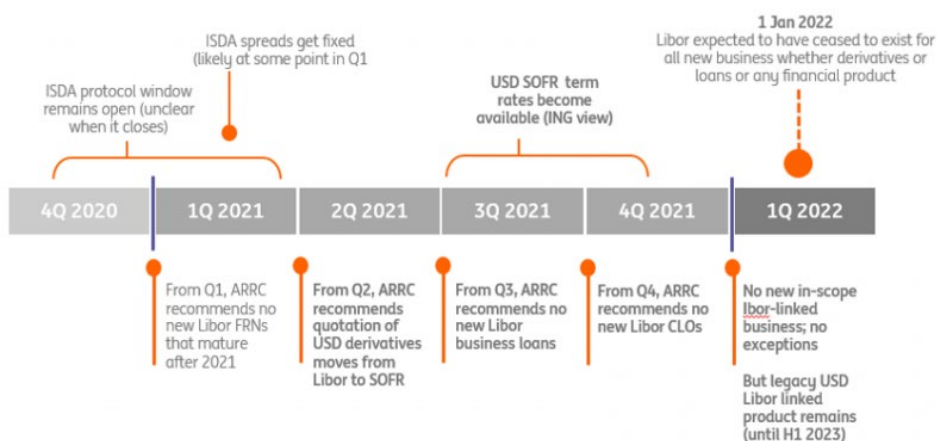 1 Jan 2022
Libor expected to have ceased to exist for
all new business whether derivatives or
loans or any financial product
ISDA spreads get fixed
(likely at some point in Q1
ISDA protocol window
remains open (unclear
when it closes)
USD SOFR term
rates become
available (ING view)
4Q 2020
1Q 2021
2Q 2021
3Q 2021
4Q 2021
1Q 2022
From Q1, ARRC
recommends no
new Libor FRNs
that mature
after 2021
From Q2, ARRC
recommends
quotation of
USD derivatives
moves from
Libor to SOFR
From Q3, ARRC
recommends no
new Libor
business loans
From Q4, ARRC
recommends no
new Libor CLOs
No new in-scope
Ibor-linked
business; no
exceptions
But legacy USD
Libor linked
product remains
(until H1 2023)